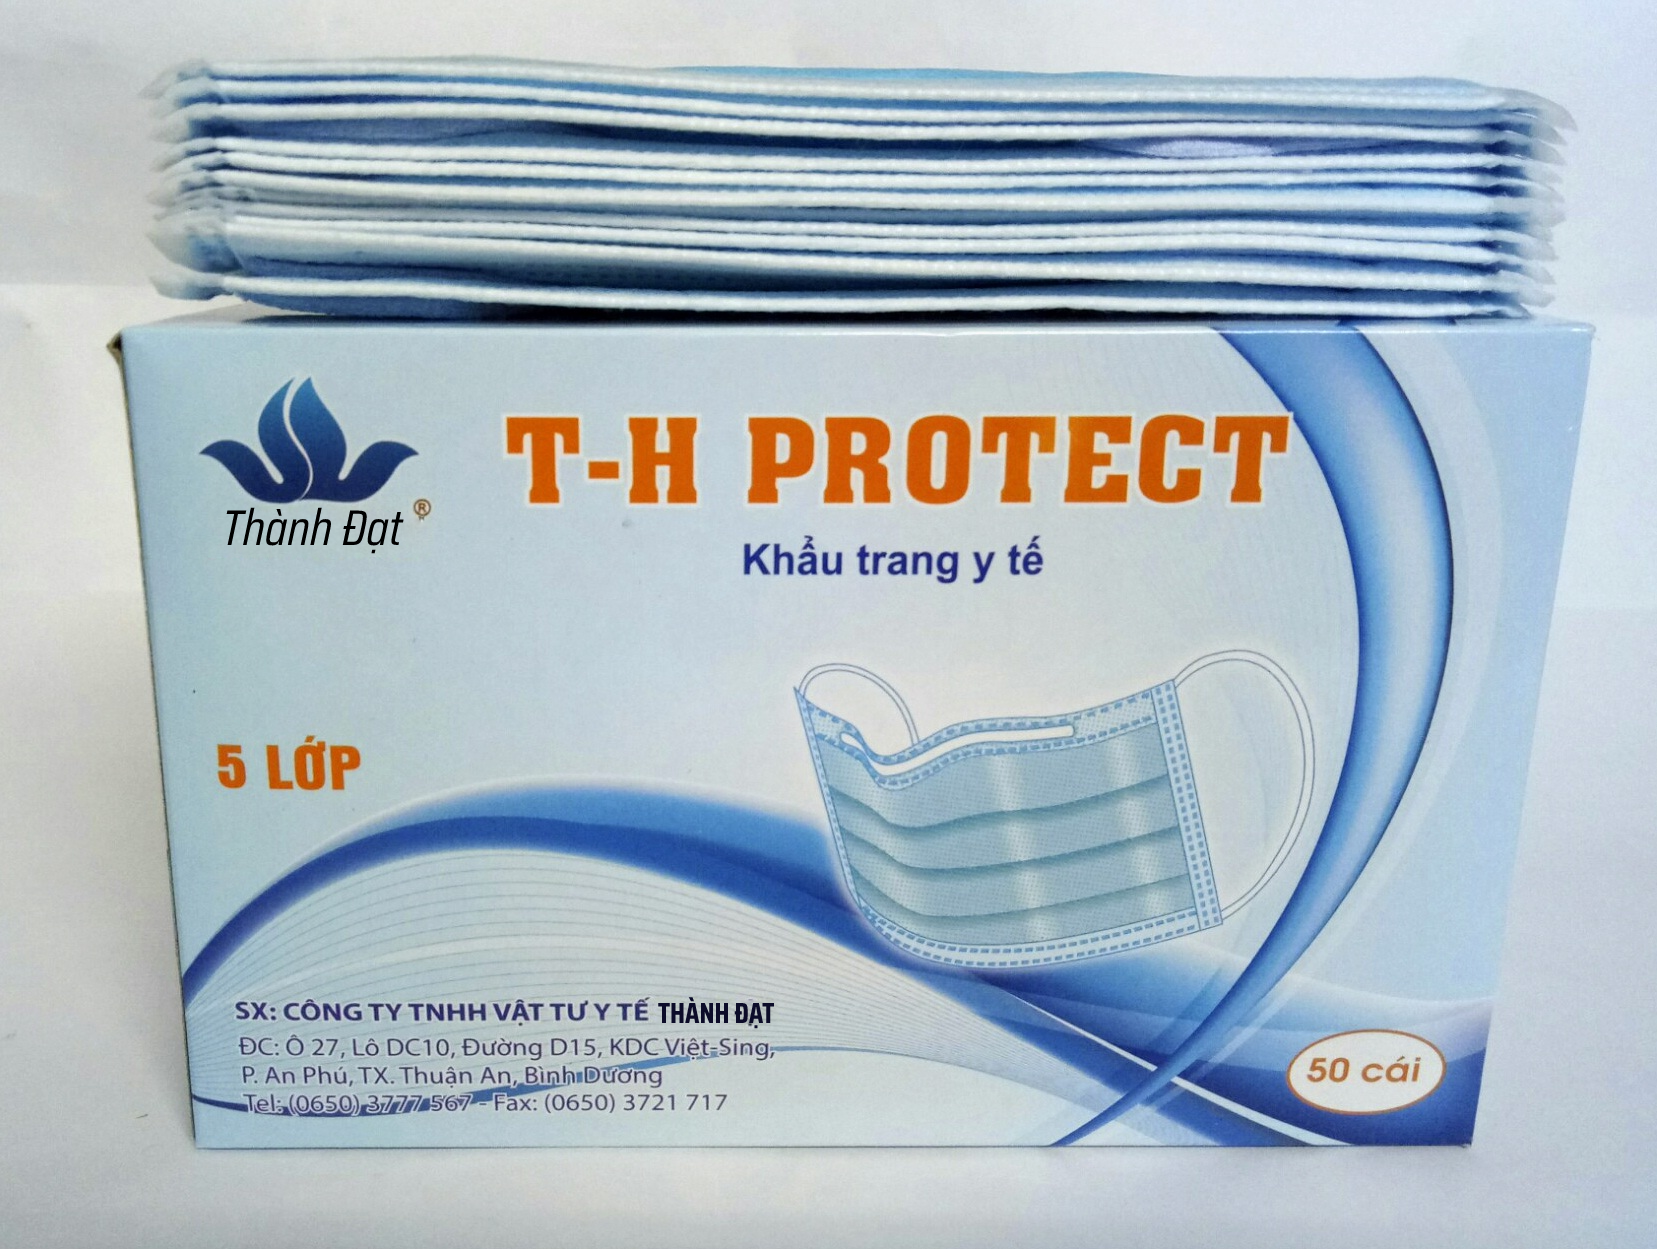 Thành Đạt ®
T-H PROTECT
Khẩu trang y tế
5 LỚP
SX: CÔNG TY TNHH VẬT TƯ Y TẾ THÀNH ĐẠT
ĐC: Ô 27, Lô DC10, Đường D15, KDC Việt-Sing,
P. An Phú, TX. Thuận An, Bình Dương
Tel: (0650) 3777 567 - Fax: (0650) 3721 717
50 cái